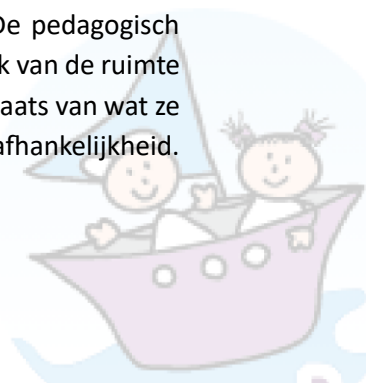 De pedagogisch
k van de ruimte
aats van wat ze
afhankelijkheid.